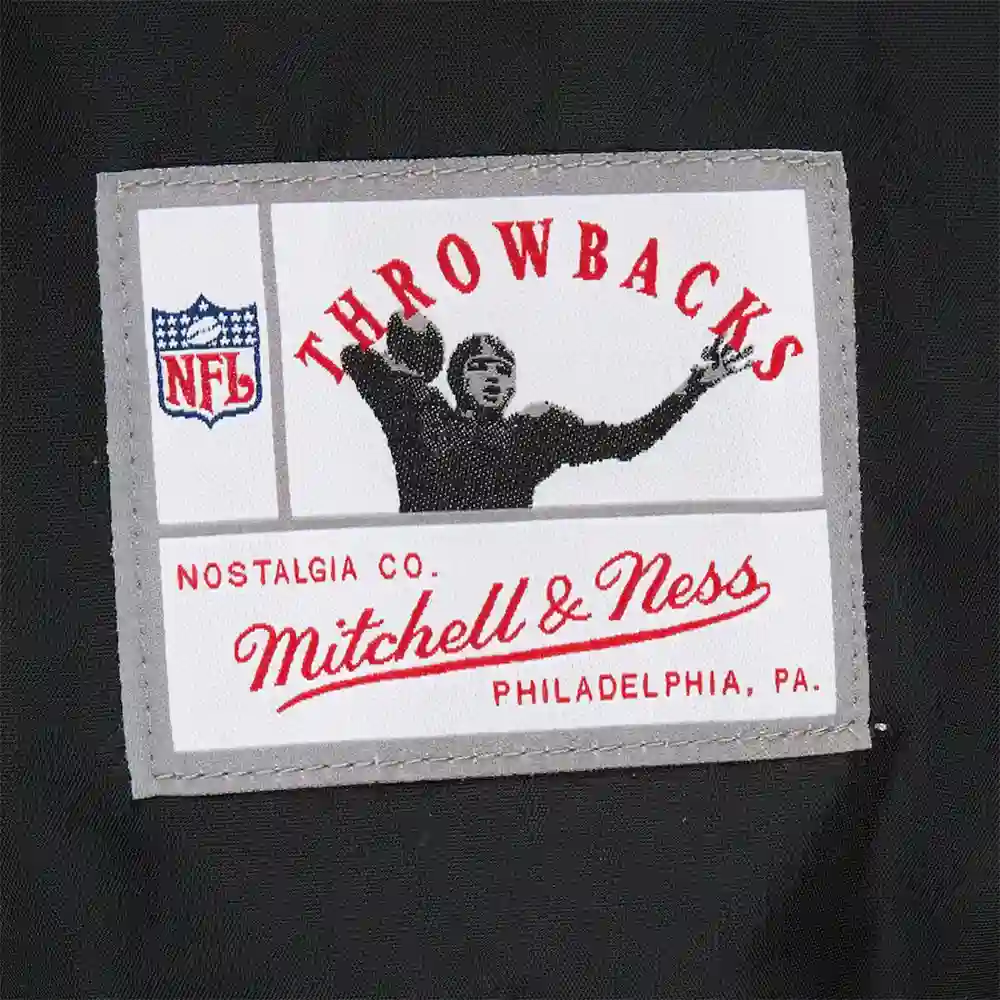 NFL
THROWBACKS
NOSTALGIA CO.
Mitchell & Ness
PHILADELPHIA, PA.